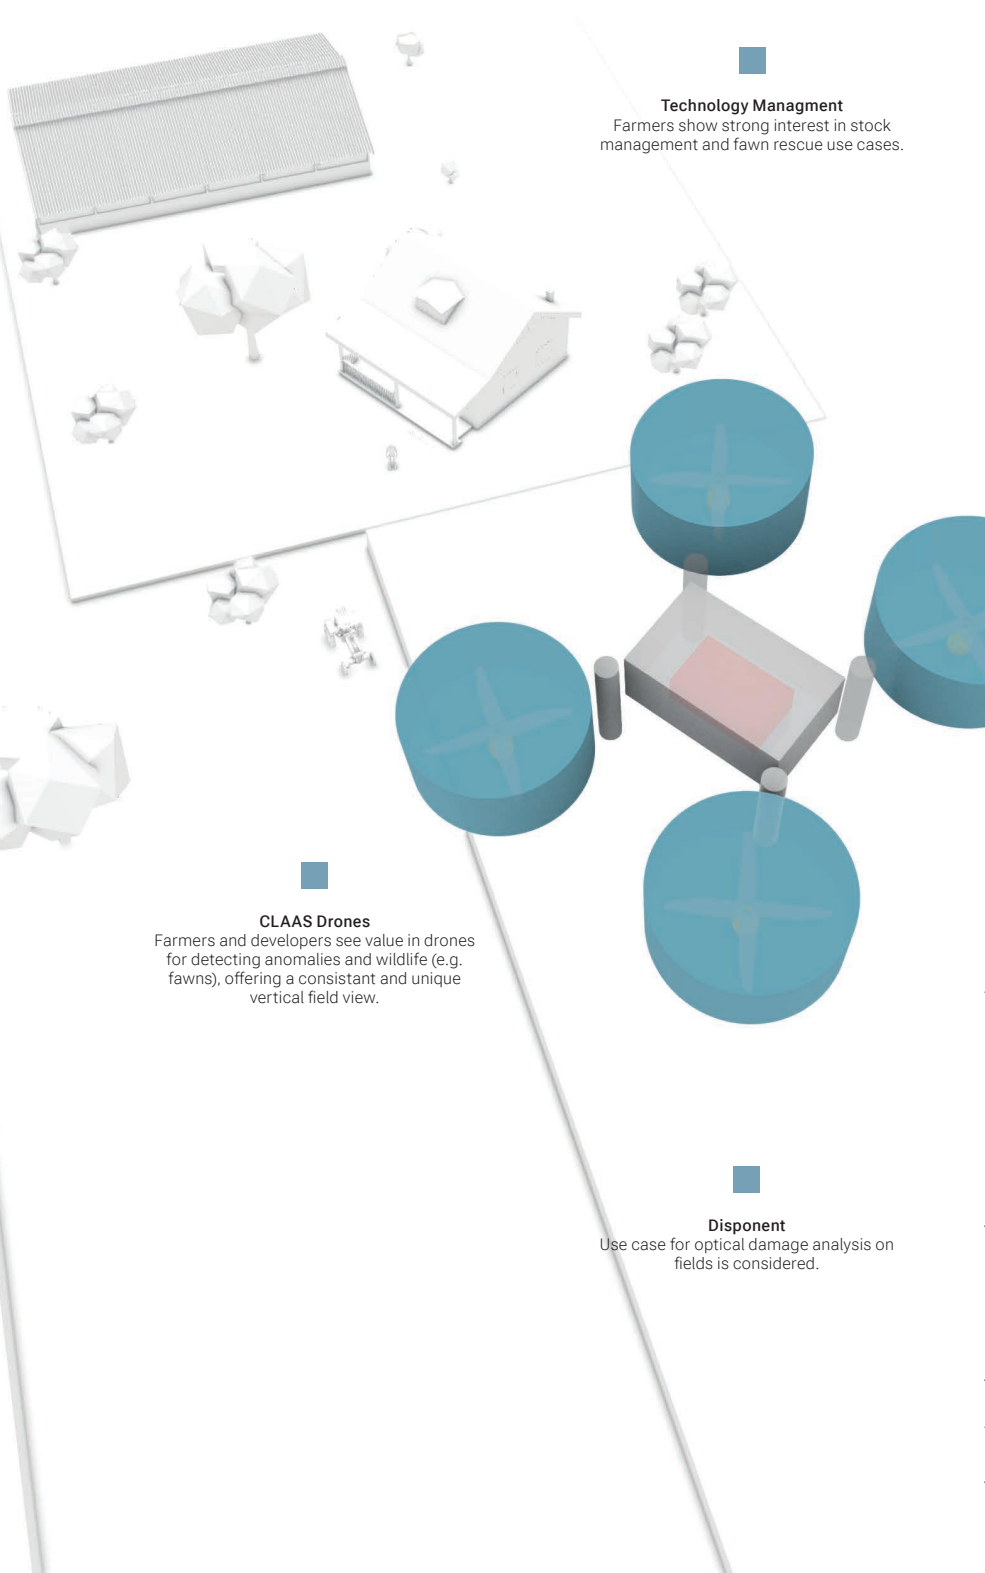 Technology Managment
Farmers show strong interest in stock
management and fawn rescue use cases.
CLAAS Drones
Farmers and developers see value in drones
for detecting anomalies and wildlife (e.g.
fawns), offering a consistant and unique
vertical field view.
Disponent
Use case for optical damage analysis on
fields is considered.